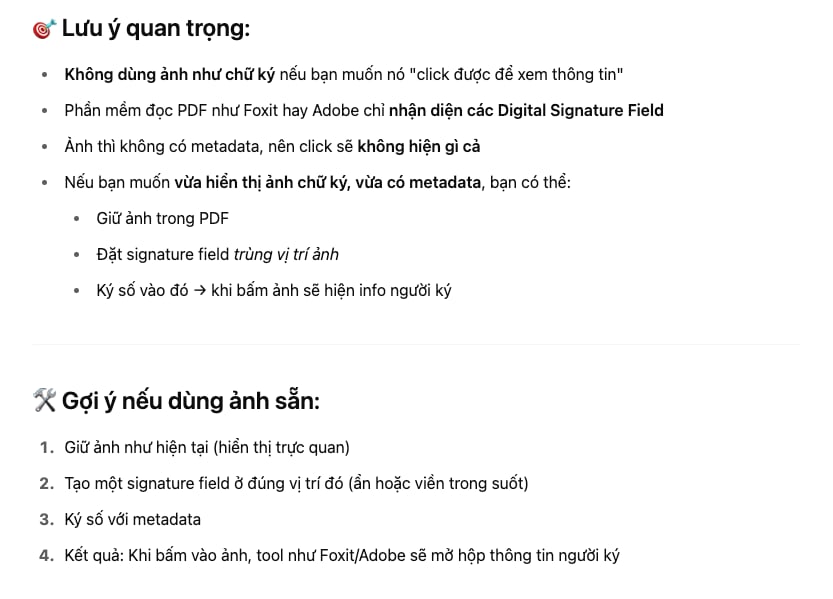 🎯 Lưu ý quan trọng:
• Không dùng ảnh như chữ ký nếu bạn muốn nó "click được để xem thông tin"
• Phần mềm đọc PDF như Foxit hay Adobe chỉ nhận diện các Digital Signature Field
• Ảnh thì không có metadata, nên click sẽ không hiện gì cả
• Nếu bạn muốn vừa hiển thị ảnh chữ ký, vừa có metadata, bạn có thể:
• Giữ ảnh trong PDF
• Đặt signature field trùng vị trí ảnh
• Ký số vào đó → khi bấm ảnh sẽ hiện info người ký
🛠️ Gợi ý nếu dùng ảnh sẵn:
1. Giữ ảnh như hiện tại (hiển thị trực quan)
2. Tạo một signature field ở đúng vị trí đó (ẩn hoặc viền trong suốt)
3. Ký số với metadata
4. Kết quả: Khi bấm vào ảnh, tool như Foxit/Adobe sẽ mở hộp thông tin người ký